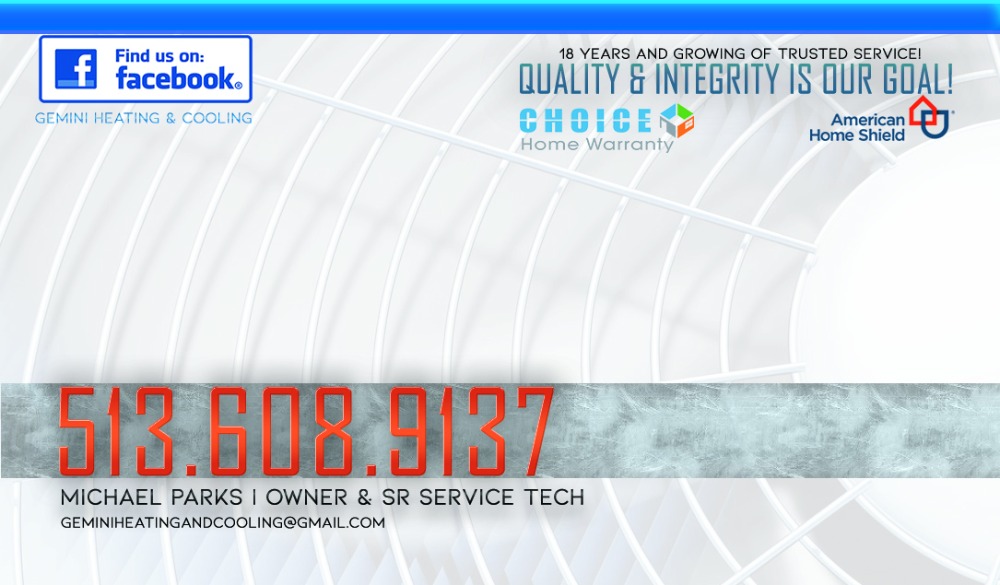 Find us on:
facebook®
GEMINI HEATING & COOLING
18 YEARS AND GROWING OF TRUSTED SERVICE!
QUALITY & INTEGRITY IS OUR GOAL!
CHOICE
Home Warranty
American
Home Shield®
513.608.9137
MICHAEL PARKS | OWNER & SR SERVICE TECH
GEMINIHEATINGANDCOOLING@GMAIL.COM